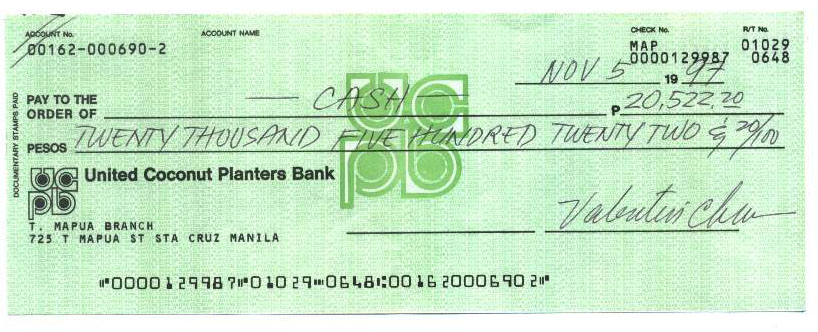 ACCOUNT No. ACCOUNT NAME CHECK No. R/T No.
00162-000690-2 MAP 01029
0000129987 0648
NOV 5 19 97
PAY TO THE
ORDER OF — CASH — P 20,522.20
PESOS TWENTY THOUSAND FIVE HUNDRED TWENTY TWO & 20/100
DOCUMENTARY STAMPS PAID
ucpb United Coconut Planters Bank
ucpb
T. MAPUA BRANCH
725 T MAPUA ST STA CRUZ MANILA
⑈0000129987⑈01029⑉0648⑆00162000690 2⑈